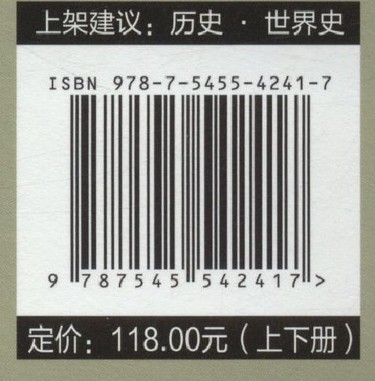 上架建议：历史 · 世界史
ISBN 978-7-5455-4241-7
9 787545 542417 >
定价：118.00元（上下册）